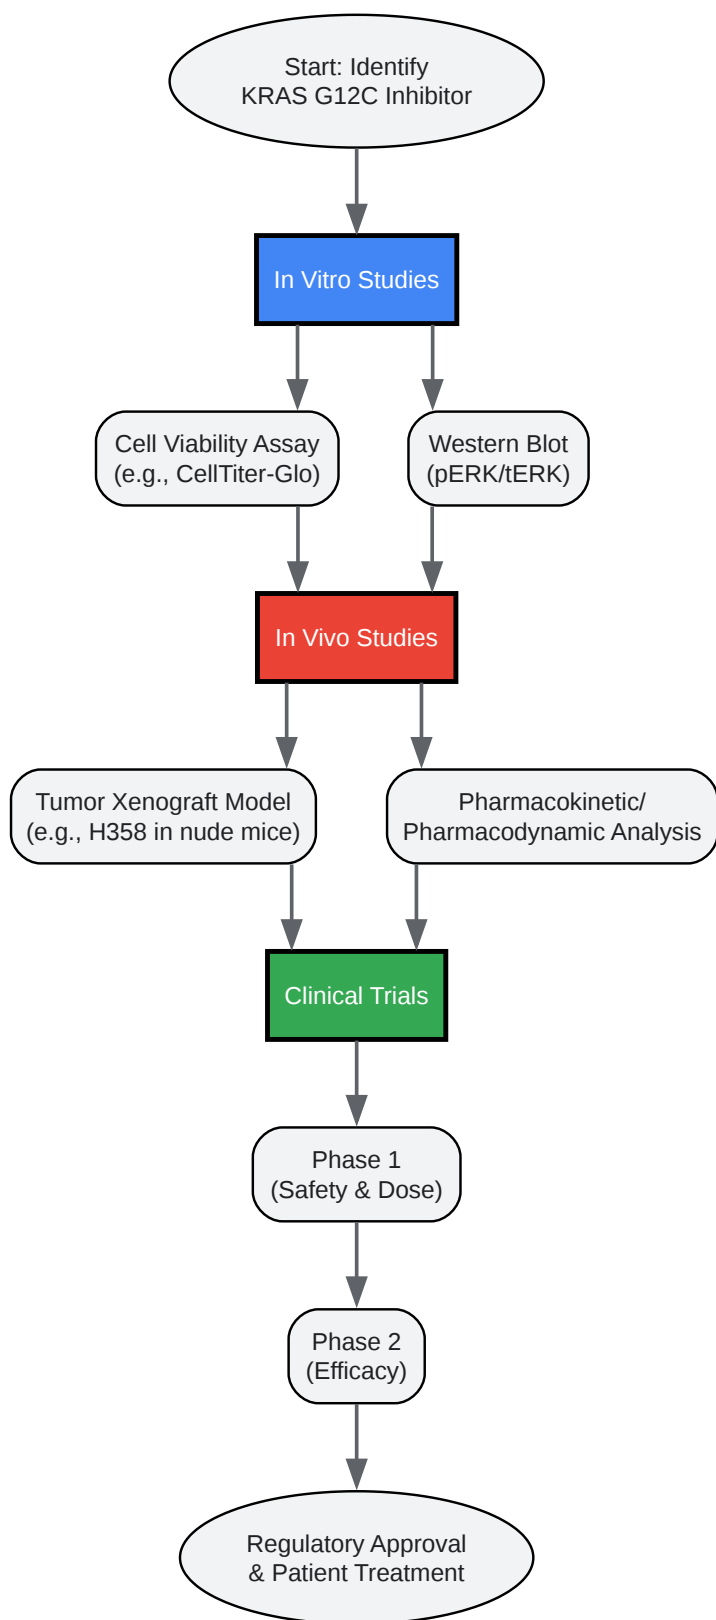 Start: Identify
KRAS G12C Inhibitor
In Vitro Studies
Cell Viability Assay
(e.g., CellTiter-Glo)
Western Blot
(pERK/tERK)
In Vivo Studies
Tumor Xenograft Model
(e.g., H358 in nude mice)
Pharmacokinetic/
Pharmacodynamic Analysis
Clinical Trials
Phase 1
(Safety & Dose)
Phase 2
(Efficacy)
Regulatory Approval
& Patient Treatment